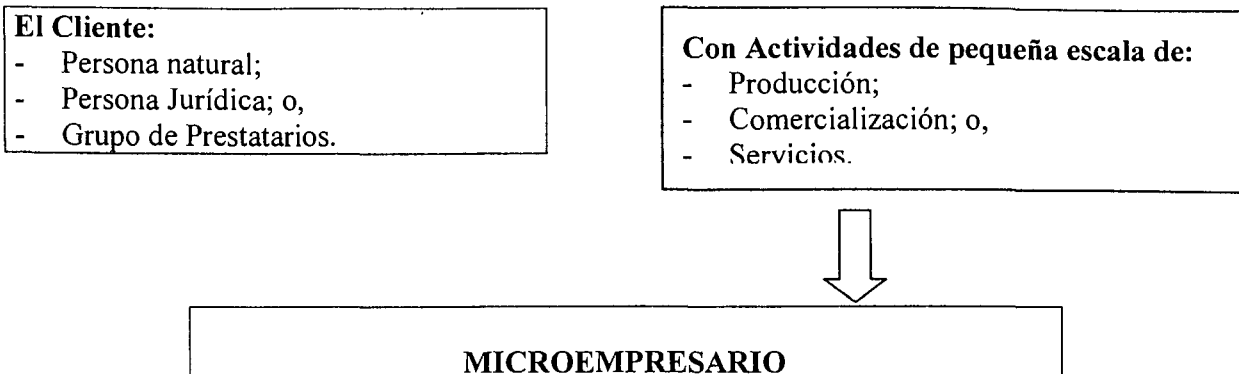 El Cliente:
- Persona natural;
- Persona Jurídica; o,
- Grupo de Prestatarios.
Con Actividades de pequeña escala de:
- Producción;
- Comercialización; o,
- Servicios.
MICROEMPRESARIO